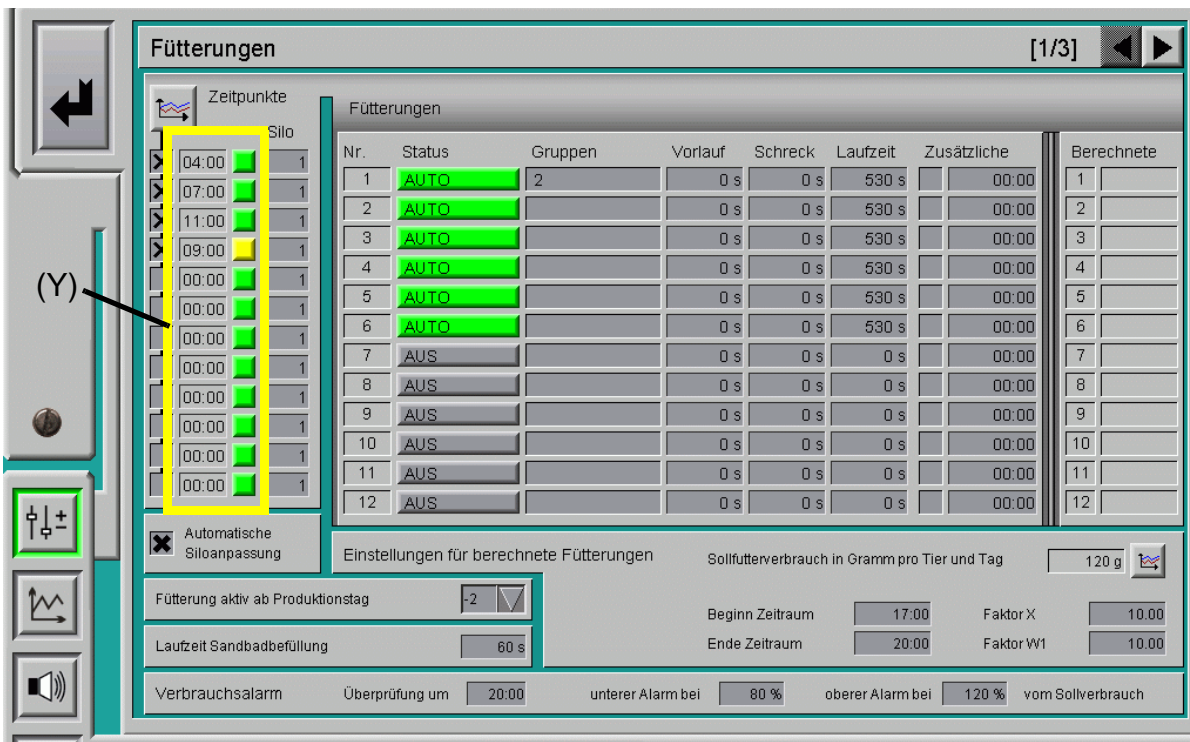 Fütterungen [1/3]
Zeitpunkte
Silo
04:00 1
07:00 1
11:00 1
09:00 1
00:00 1
00:00 1
00:00 1
00:00 1
00:00 1
00:00 1
00:00 1
00:00 1
(Y)
Automatische
Siloanpassung
Fütterungen
Nr. Status Gruppen Vorlauf Schreck Laufzeit Zusätzliche Berechnete
1 AUTO 2 0 s 0 s 530 s 00:00 1
2 AUTO 0 s 0 s 530 s 00:00 2
3 AUTO 0 s 0 s 530 s 00:00 3
4 AUTO 0 s 0 s 530 s 00:00 4
5 AUTO 0 s 0 s 530 s 00:00 5
6 AUTO 0 s 0 s 530 s 00:00 6
7 AUS 0 s 0 s 0 s 00:00 7
8 AUS 0 s 0 s 0 s 00:00 8
9 AUS 0 s 0 s 0 s 00:00 9
10 AUS 0 s 0 s 0 s 00:00 10
11 AUS 0 s 0 s 0 s 00:00 11
12 AUS 0 s 0 s 0 s 00:00 12
Einstellungen für berechnete Fütterungen
Sollfutterverbrauch in Gramm pro Tier und Tag 120 g
Beginn Zeitraum 17:00 Faktor X 10.00
Ende Zeitraum 20:00 Faktor W1 10.00
Fütterung aktiv ab Produktionstag -2
Laufzeit Sandbadbefüllung 60 s
Verbrauchsalarm Überprüfung um 20:00 unterer Alarm bei 80 % oberer Alarm bei 120 % vom Sollverbrauch